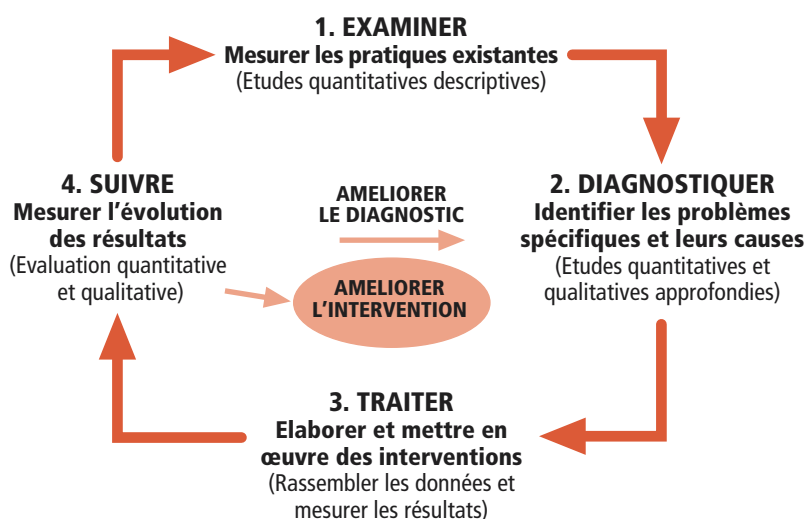 1. EXAMINER
Mesurer les pratiques existantes
(Etudes quantitatives descriptives)
2. DIAGNOSTIQUER
Identifier les problèmes
spécifiques et leurs causes
(Etudes quantitatives et
qualitatives approfondies)
3. TRAITER
Elaborer et mettre en
œuvre des interventions
(Rassembler les données et
mesurer les résultats)
4. SUIVRE
Mesurer l’évolution
des résultats
(Evaluation quantitative
et qualitative)
AMELIORER
LE DIAGNOSTIC
AMELIORER
L’INTERVENTION